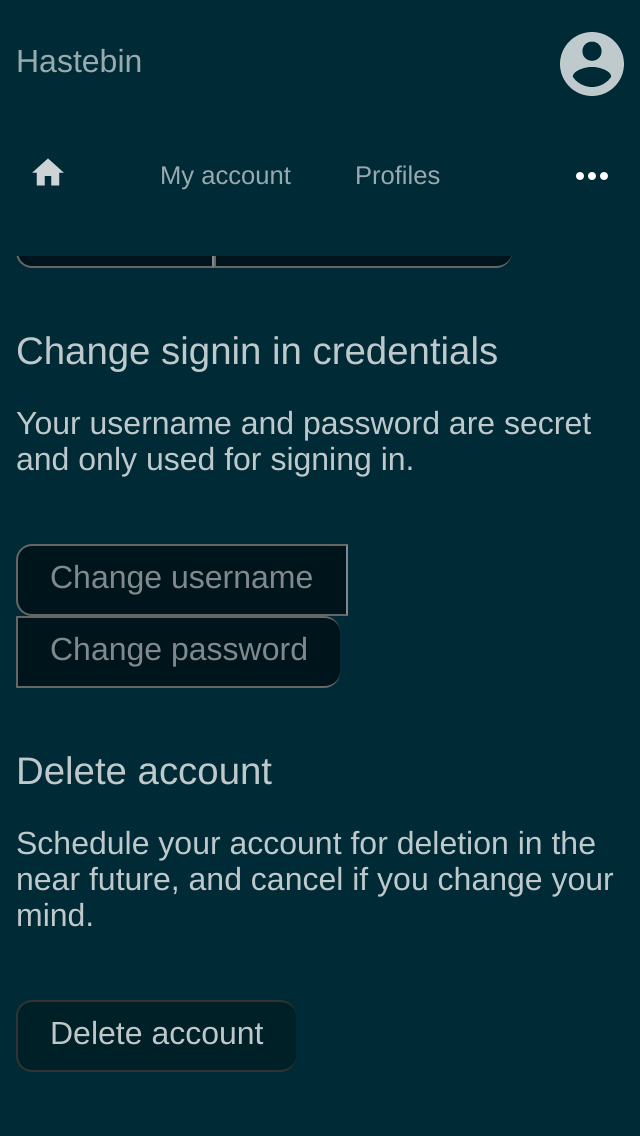 Hastebin
My account
Profiles
Change signin in credentials
Your username and password are secret
and only used for signing in.
Change username
Change password
Delete account
Schedule your account for deletion in the
near future, and cancel if you change your
mind.
Delete account